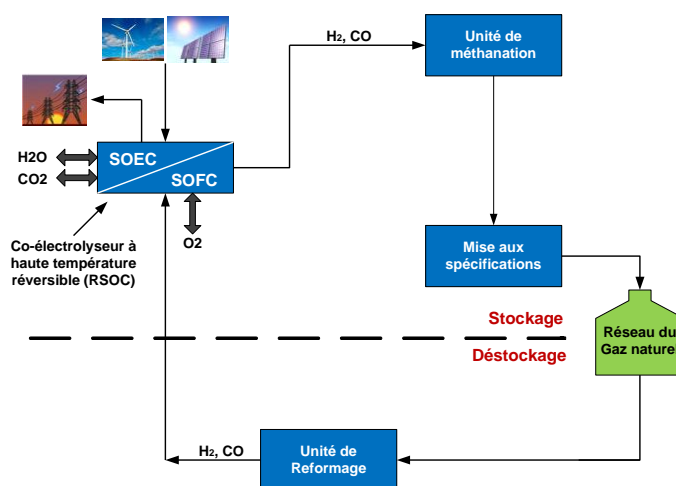 H2, CO
Unité de
méthanation
H2O
CO2
SOEC
SOFC
O2
Co-électrolyseur à
haute température
réversible (RSOC)
Mise aux
spécifications
Stockage
Déstockage
Réseau du
Gaz naturel
H2, CO
Unité de
Reformage